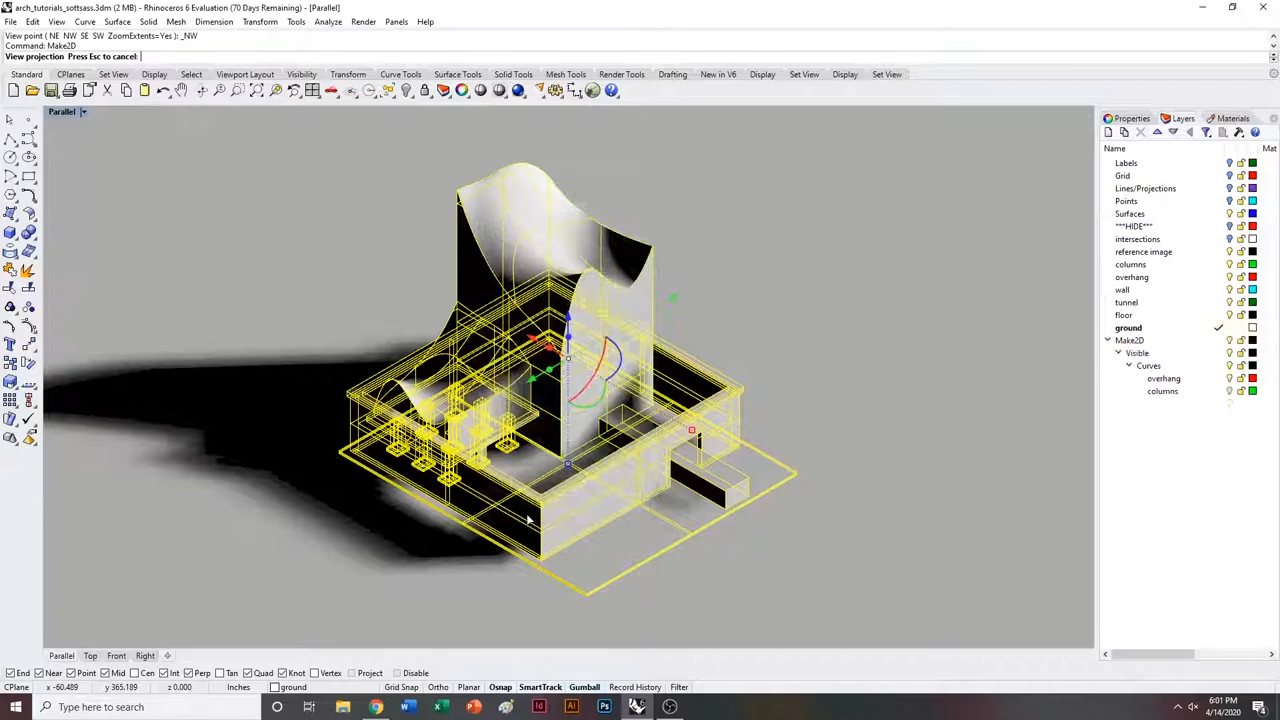 arch_tutorials_sottsass.3dm (2 MB) - Rhinoceros 6 Evaluation (70 Days Remaining) - [Parallel]
File Edit View Curve Surface Solid Mesh Dimension Transform Tools Analyze Render Panels Help
View point ( NE NW SE SW ZoomExtents=Yes ): _NW
Command: Make2D
View projection Press Esc to cancel:
Standard CPlanes Set View Display Select Viewport Layout Visibility Transform Curve Tools Surface Tools Solid Tools Mesh Tools Render Tools Drafting New in V6 Display Set View Display Set View
Parallel
Properties Layers Materials
Name Mat
Labels
Grid
Lines/Projections
Points
Surfaces
***HIDE***
intersections
reference image
columns
overhang
wall
tunnel
floor
ground
Make2D
Visible
Curves
overhang
columns
Parallel Top Front Right
End Near Point Mid Cen Int Perp Tan Quad Knot Vertex Project Disable
CPlane x -60.489 y 365.189 z 0.000 Inches ground Grid Snap Ortho Planar Osnap SmartTrack Gumball Record History Filter
Type here to search
6:01 PM
4/14/2020